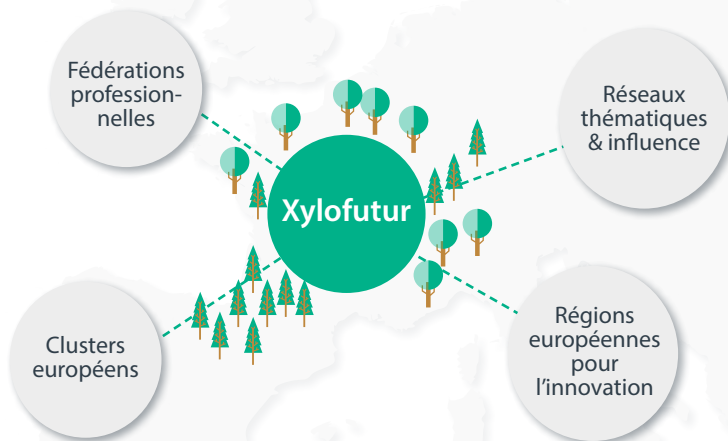 Fédérations
profession-
nelles
Réseaux
thématiques
& influence
Xylofutur
Clusters
européens
Régions
européennes
pour
l'innovation